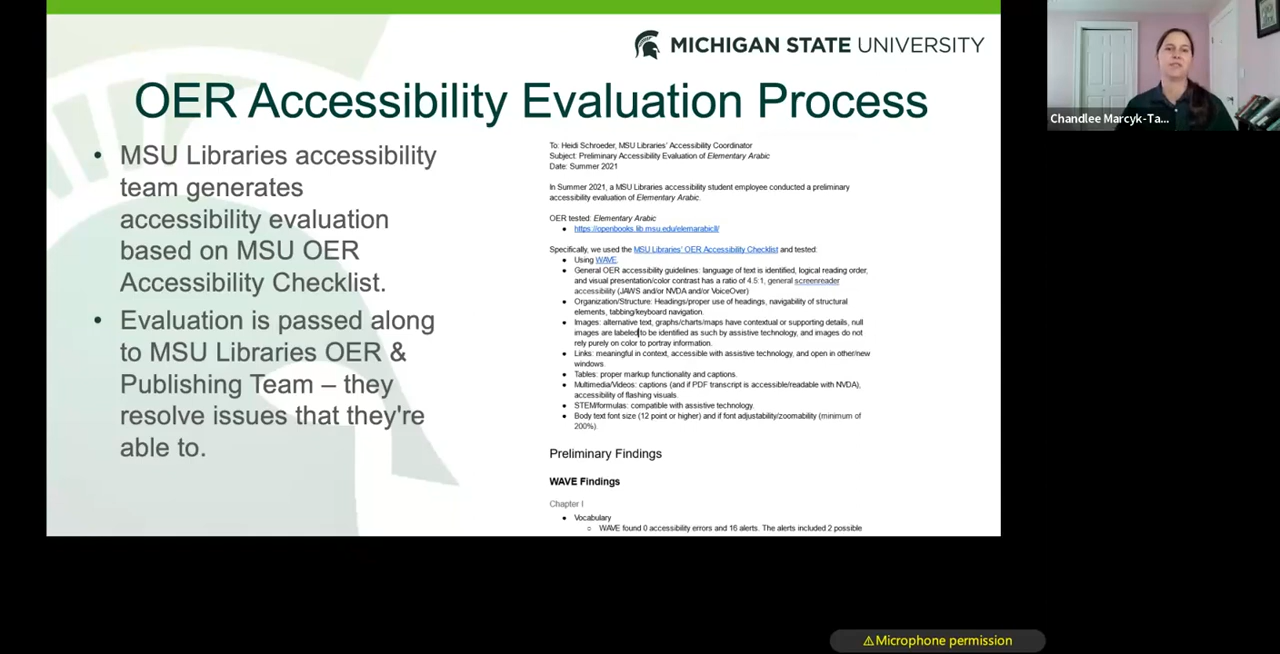 MICHIGAN STATE UNIVERSITY
OER Accessibility Evaluation Process
• MSU Libraries accessibility
team generates
accessibility evaluation
based on MSU OER
Accessibility Checklist.
• Evaluation is passed along
to MSU Libraries OER &
Publishing Team – they
resolve issues that they're
able to.
To: Heidi Schroeder, MSU Libraries' Accessibility Coordinator
Subject: Preliminary Accessibility Evaluation of Elementary Arabic
Date: Summer 2021
In Summer 2021, a MSU Libraries accessibility student employee conducted a preliminary
accessibility evaluation of Elementary Arabic.
OER tested: Elementary Arabic
• https://openbooks.lib.msu.edu/elemarabicll/
Specifically, we used the MSU Libraries' OER Accessibility Checklist and tested:
• Using WAVE.
• General OER accessibility guidelines: language of text is identified, logical reading order,
and visual presentation/color contrast has a ratio of 4.5:1, general screenreader
accessibility (JAWS and/or NVDA and/or VoiceOver)
• Organization/Structure: Headings/proper use of headings, navigability of structural
elements, tabbing/keyboard navigation.
• Images: alternative text, graphs/charts/maps have contextual or supporting details, null
images are labeled to be identified as such by assistive technology, and images do not
rely purely on color to portray information.
• Links: meaningful in context, accessible with assistive technology, and open in other/new
windows.
• Tables: proper markup functionality and captions.
• Multimedia/Videos: captions (and if PDF transcript is accessible/readable with NVDA),
accessibility of flashing visuals.
• STEM/formulas: compatible with assistive technology.
• Body text font size (12 point or higher) and if font adjustability/zoomability (minimum of
200%).
Preliminary Findings
WAVE Findings
Chapter I
• Vocabulary
○ WAVE found 0 accessibility errors and 16 alerts. The alerts included 2 possible
Chandlee Marcyk-Ta...
⚠Microphone permission